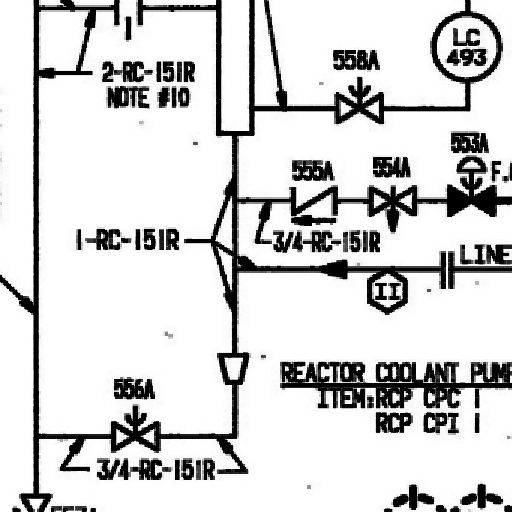 LC
493
558A
2-RC-151R
NOTE #10
553A
555A
554A
3/4-RC-151R
1-RC-151R
LINE
II
REACTOR COOLANT PUMP
ITEM:RCP CPC 1
RCP CPI 1
556A
3/4-RC-151R